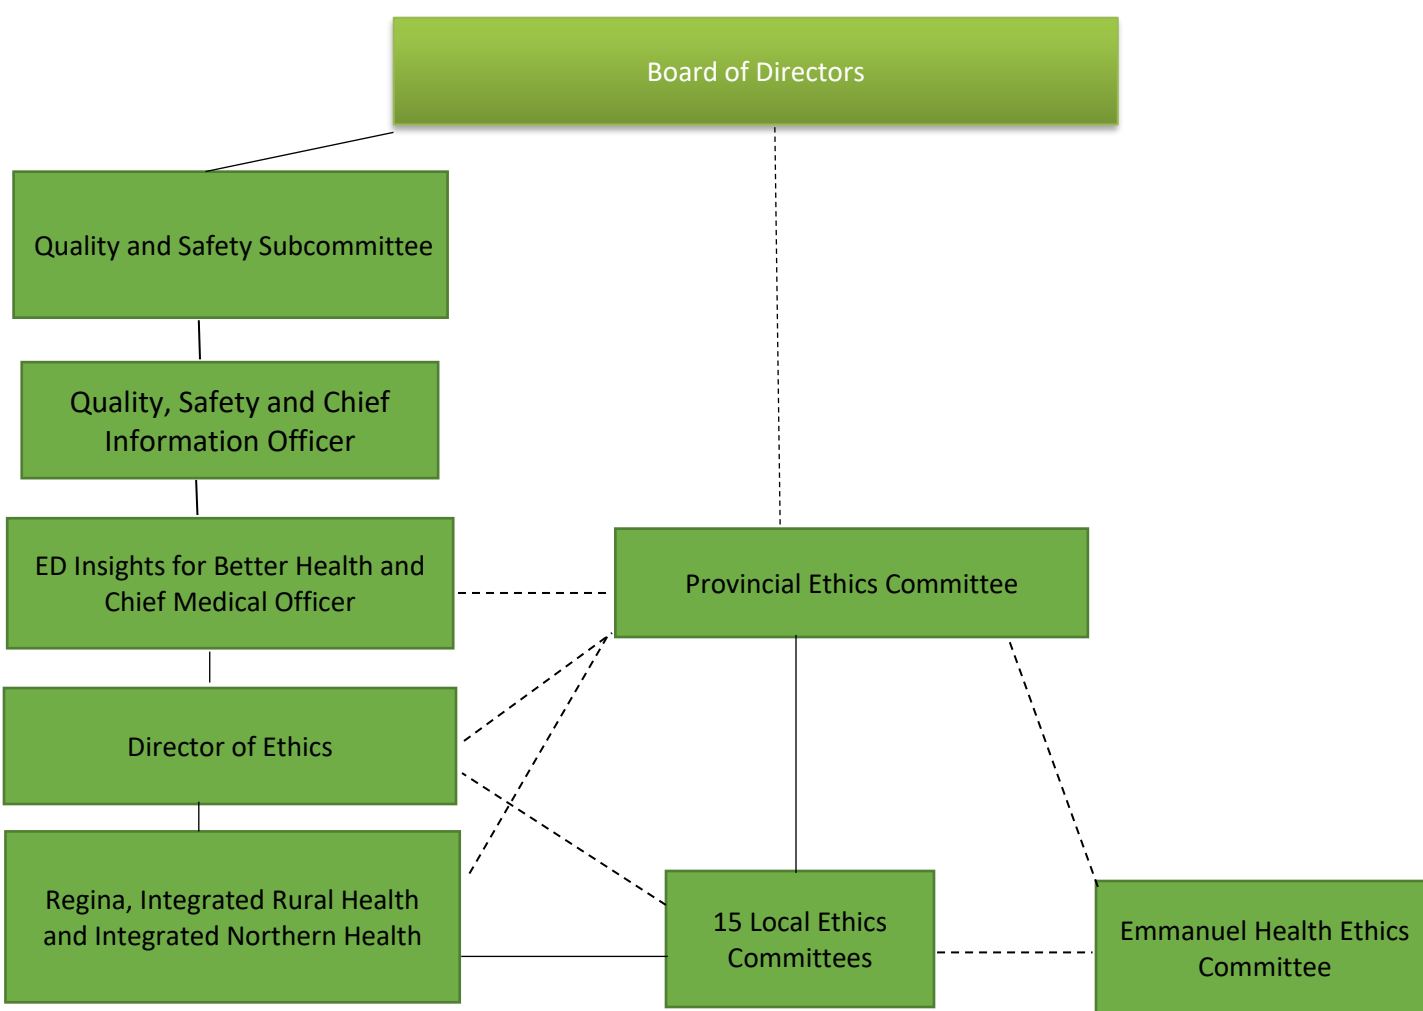 Board of Directors
Quality and Safety Subcommittee
Quality, Safety and Chief
Information Officer
ED Insights for Better Health and
Chief Medical Officer
Provincial Ethics Committee
Director of Ethics
Regina, Integrated Rural Health
and Integrated Northern Health
15 Local Ethics
Committees
Emmanuel Health Ethics
Committee